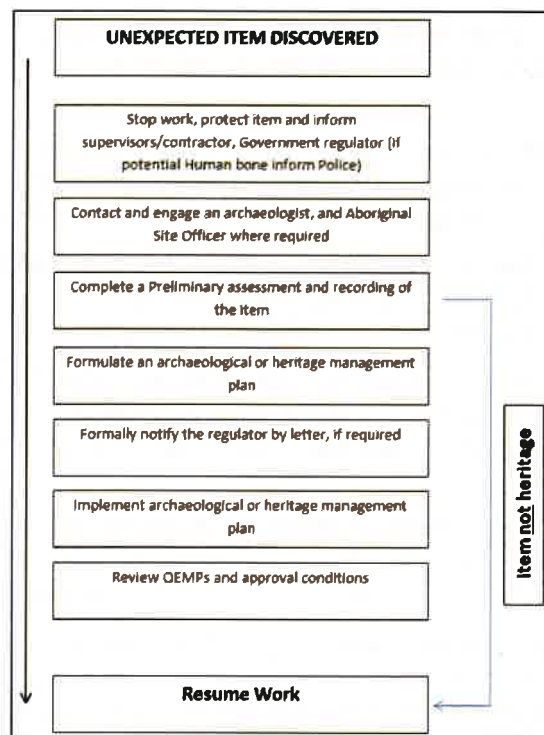 UNEXPECTED ITEM DISCOVERED
Stop work, protect item and inform
supervisors/contractor, Government regulator (if
potential Human bone inform Police)
Contact and engage an archaeologist, and Aboriginal
Site Officer where required
Complete a Preliminary assessment and recording of
the item
Formulate an archaeological or heritage management
plan
Formally notify the regulator by letter, if required
Implement archaeological or heritage management
plan
Review OEMPs and approval conditions
Item not heritage
Resume Work